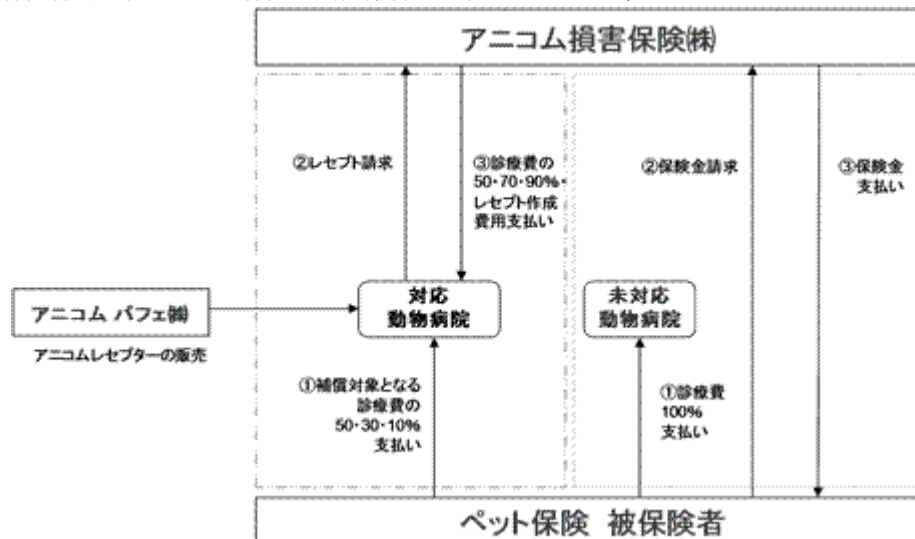 アニコム損害保険㈱
②レセプト請求
③診療費の
50・70・90%・
レセプト作成
費用支払い
②保険金請求
③保険金
支払い
アニコム パフェ㈱
アニコムレセプターの販売
対応
動物病院
未対応
動物病院
①補償対象となる
診療費の
50・30・10%
支払い
①診療費
100%
支払い
ペット保険 被保険者